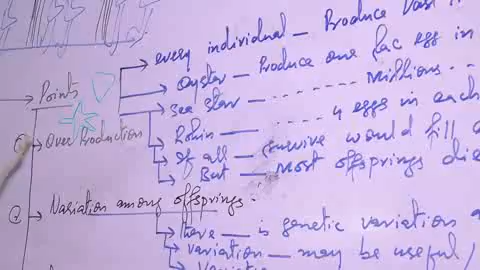 every individual — Produce vast
Oyster — Produce one lac egg in
Points
Sea star — - - - - - - - Millions - -
① Over Production
Robin — - - - - 4 eggs in each
If all — survive would fill
But — Most offsprings die
② Variation among offsprings.
there — is genetic variation
variation — may be useful,